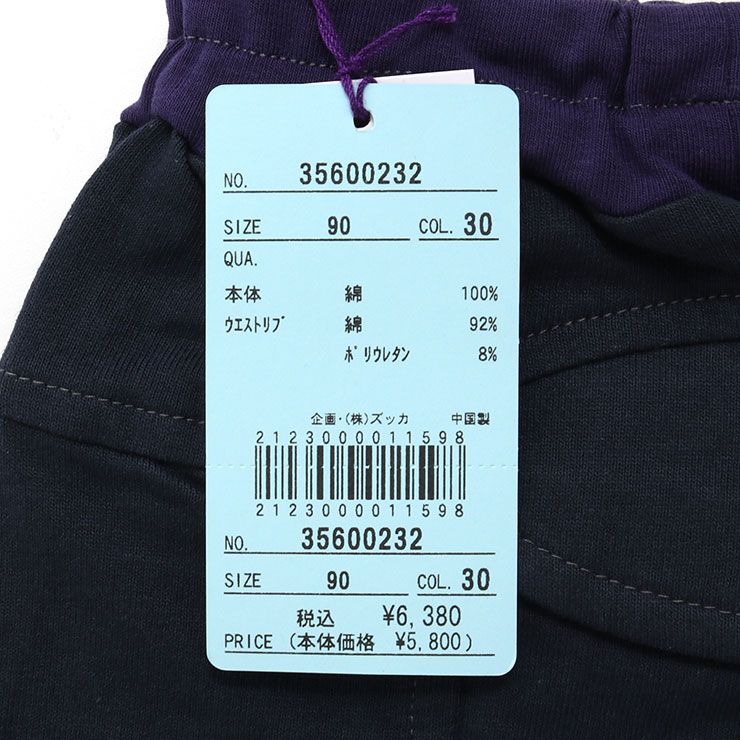 NO. 35600232
SIZE 90 COL. 30
QUA.
本体 綿 100%
ｳｴｽﾄﾘﾌﾞ 綿 92%
ﾎﾟﾘｳﾚﾀﾝ 8%
企画・(株)ズッカ 中国製
2123000011598
2123000011598
NO. 35600232
SIZE 90 COL. 30
税込 ¥6,380
PRICE (本体価格 ¥5,800)